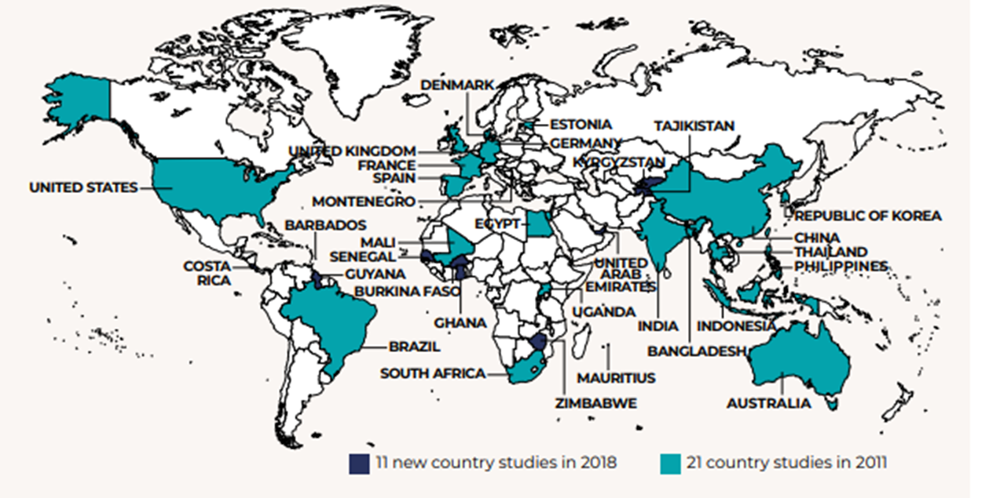 DENMARK
ESTONIA
TAJIKISTAN
GERMANY
UNITED KINGDOM
KYRGYZSTAN
FRANCE
SPAIN
UNITED STATES
MONTENEGRO
REPUBLIC OF KOREA
EGYPT
BARBADOS
CHINA
MALI
THAILAND
SENEGAL
UNITED
ARAB
EMIRATES
PHILIPPINES
COSTA
RICA
GUYANA
BURKINA FASO
UGANDA
GHANA
INDIA
INDONESIA
BRAZIL
BANGLADESH
SOUTH AFRICA
MAURITIUS
ZIMBABWE
AUSTRALIA
11 new country studies in 2018
21 country studies in 2011